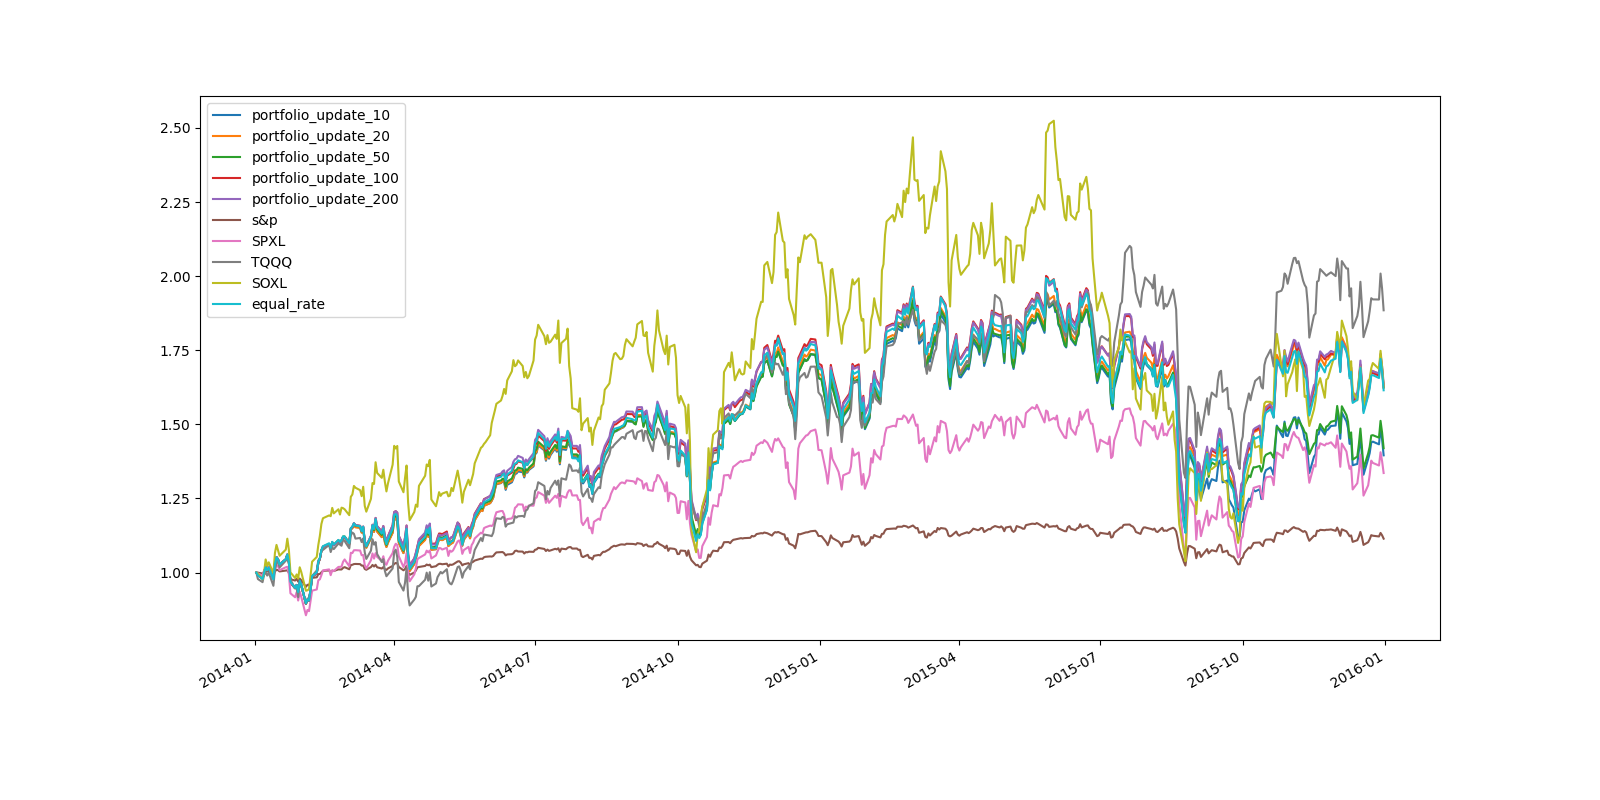 portfolio_update_10
portfolio_update_20
portfolio_update_50
portfolio_update_100
portfolio_update_200
s&p
SPXL
TQQQ
SOXL
equal_rate
2.50
2.25
2.00
1.75
1.50
1.25
1.00
2014-01
2014-04
2014-07
2014-10
2015-01
2015-04
2015-07
2015-10
2016-01